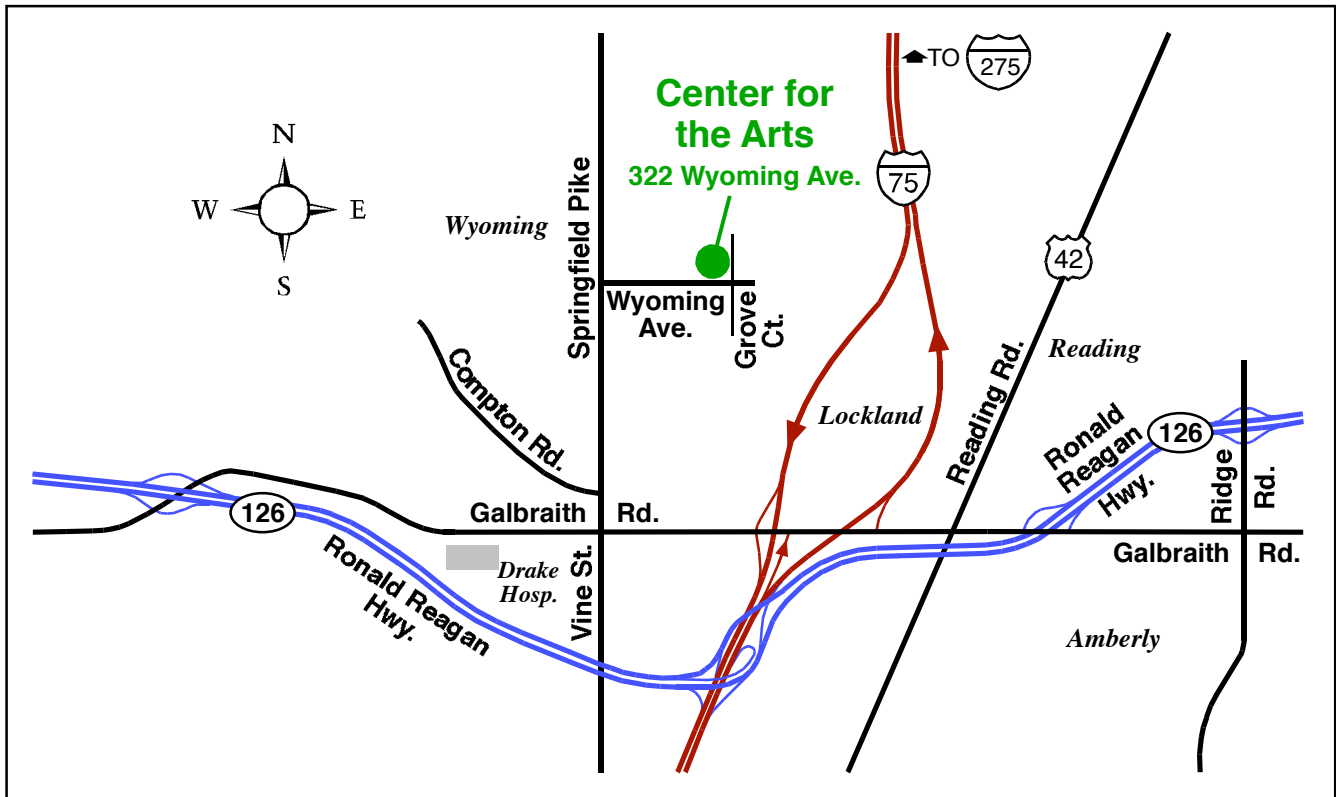 TO
275
Center for
the Arts
322 Wyoming Ave.
N
W
E
S
75
Wyoming
Springfield Pike
42
Wyoming
Ave.
Grove
Ct.
Reading
Reading Rd.
Compton Rd.
Lockland
Ronald
Reagan
Hwy.
126
Ridge
Rd.
126
Galbraith Rd.
Galbraith Rd.
Ronald Reagan
Hwy.
Drake
Hosp.
Vine St.
Amberly